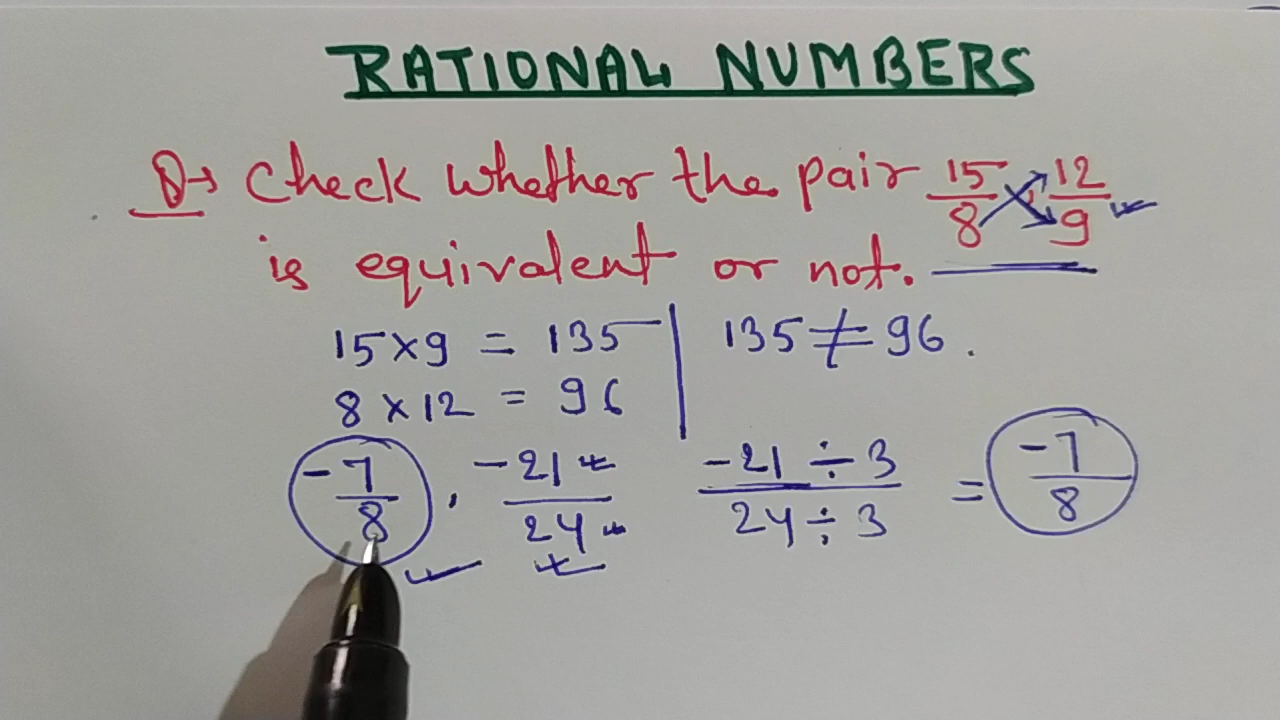 RATIONAL NUMBERS
Q→ Check whether the pair 15/8 12/9
is equivalent or not.
15×9 = 135 | 135 ≠ 96.
8×12 = 96
-7/8 , -21/24 -21÷3/24÷3 = -7/8